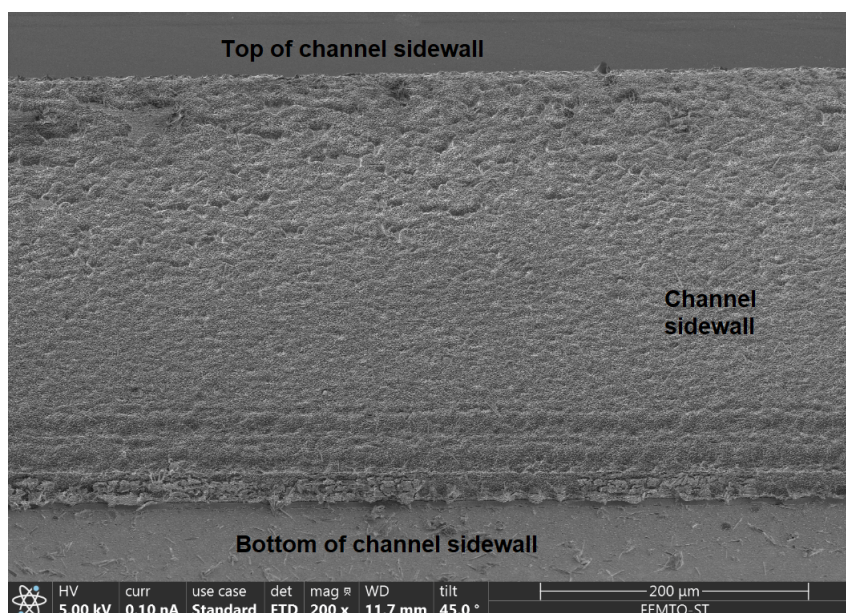 Top of channel sidewall
Channel
sidewall
Bottom of channel sidewall
HV curr use case det mag WD tilt 200 µm
5.00 kV 0.10 nA Standard ETD 200 x 11.7 mm 45.0 ° FEMTO-ST